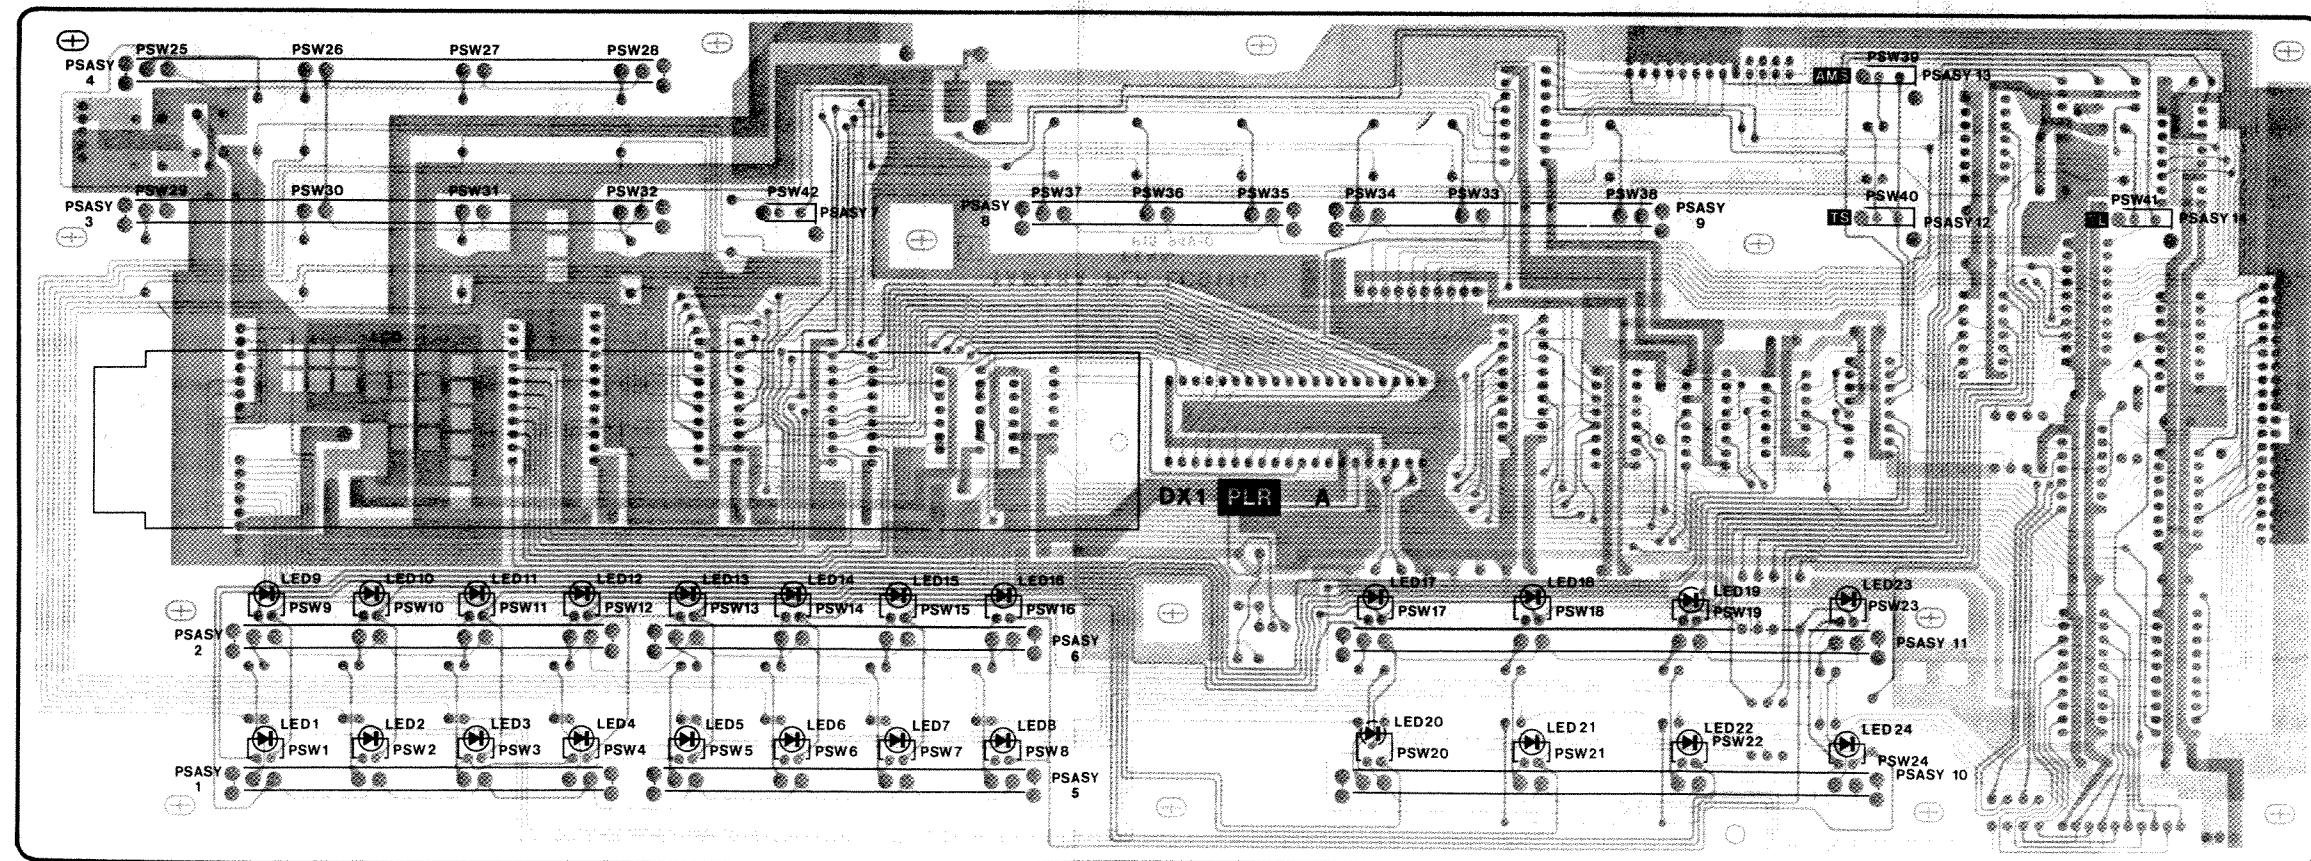 PSW25 PSW26 PSW27 PSW28
PSASY
4
PSW39
AMS PSASY 13
PSW29 PSW30 PSW31 PSW32 PSW42 PSW37 PSW36 PSW35 PSW34 PSW33 PSW38 PSW40 PSW41
PSASY
3
PSASY 7
PSASY
8
PSASY
9
TS PSASY 12
TL PSASY 14
LCD
DX1 PLR A
LED9 LED10 LED11 LED12 LED13 LED14 LED15 LED16 LED17 LED18 LED19 LED23
PSW9 PSW10 PSW11 PSW12 PSW13 PSW14 PSW15 PSW16 PSW17 PSW18 PSW19 PSW23
PSASY
2
PSASY
6
PSASY 11
LED1 LED2 LED3 LED4 LED5 LED6 LED7 LED8 LED20 LED21 LED22 LED24
PSW1 PSW2 PSW3 PSW4 PSW5 PSW6 PSW7 PSW8 PSW20 PSW21 PSW22 PSW24
PSASY
1
PSASY
5
PSASY 10